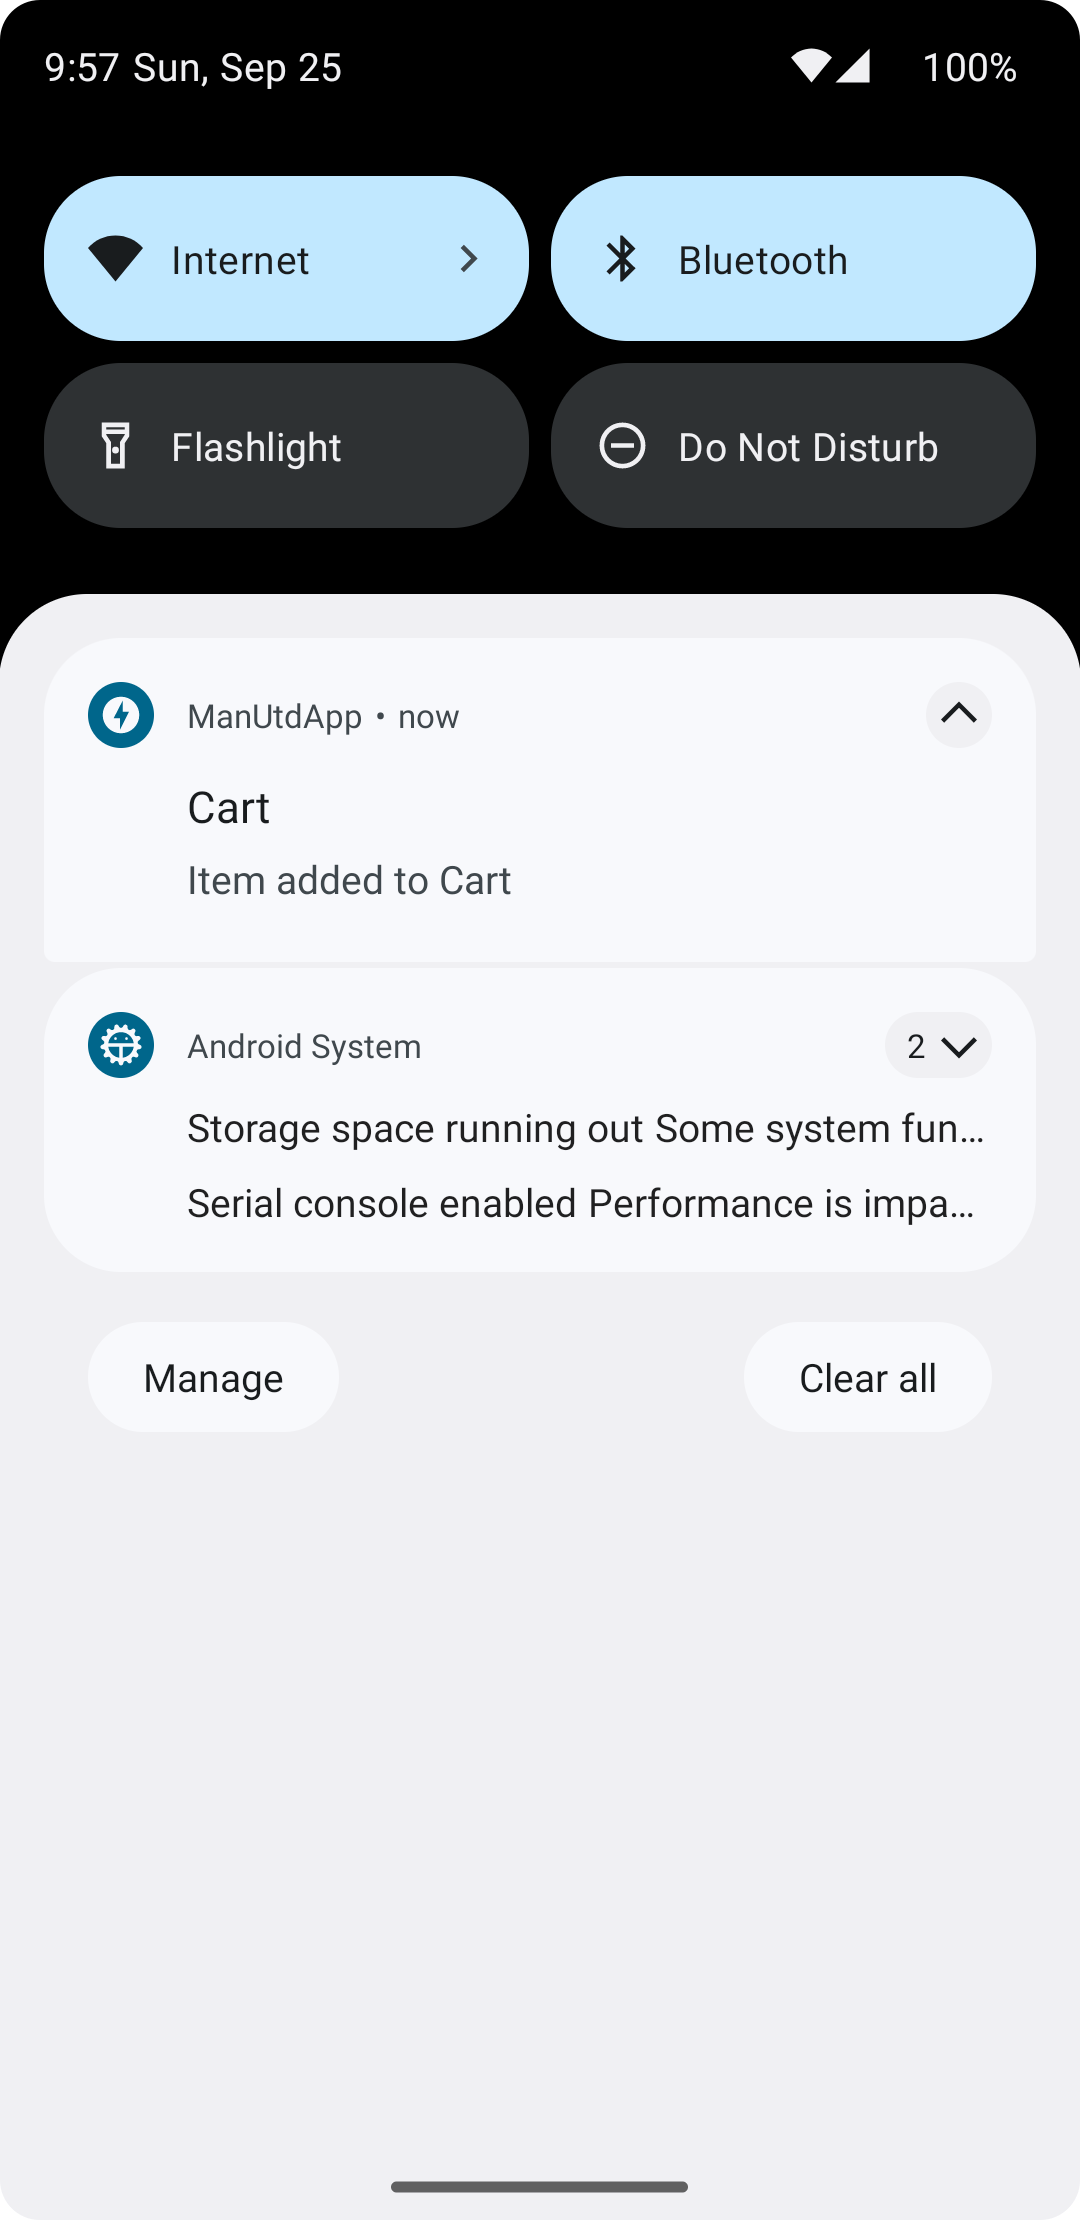 9:57 Sun, Sep 25 100%
Internet
Bluetooth
Flashlight
Do Not Disturb
ManUtdApp • now
Cart
Item added to Cart
Android System 2
Storage space running out Some system fun…
Serial console enabled Performance is impa…
Manage
Clear all